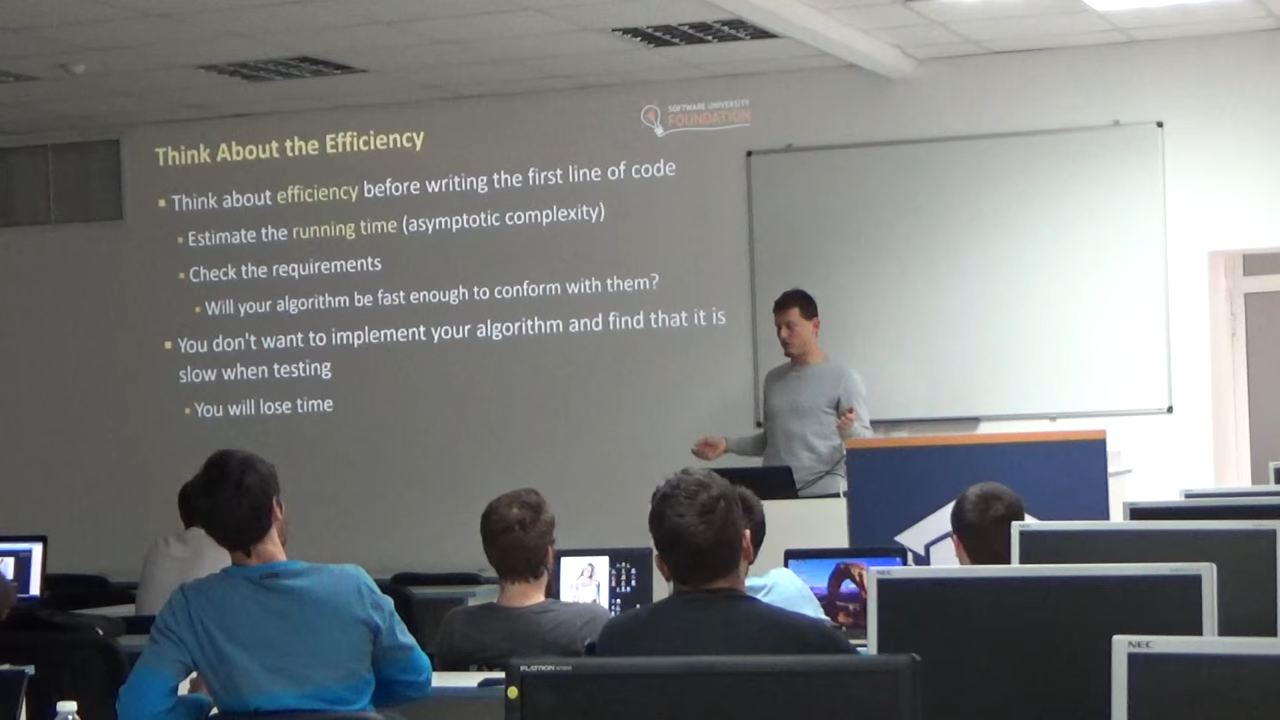 SOFTWARE UNIVERSITY
FOUNDATION
Think About the Efficiency
Think about efficiency before writing the first line of code
Estimate the running time (asymptotic complexity)
Check the requirements
Will your algorithm be fast enough to conform with them?
You don't want to implement your algorithm and find that it is
slow when testing
You will lose time
NEC
FLATRON
NEC